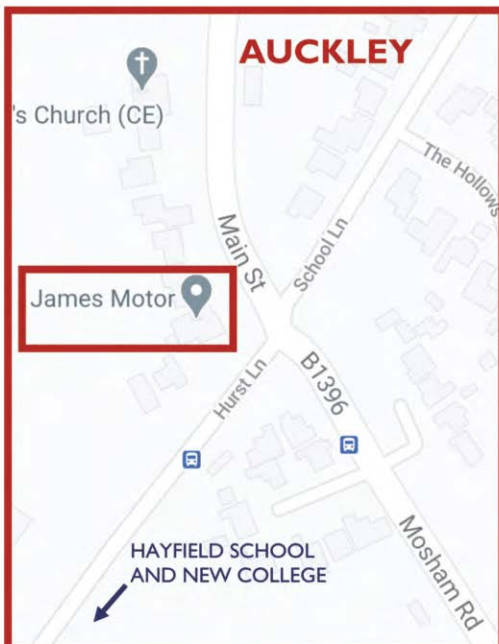 AUCKLEY
's Church (CE)
The Hollows
Main St
School Ln
James Motor
Hurst Ln
B1396
Mosham Rd
HAYFIELD SCHOOL
AND NEW COLLEGE